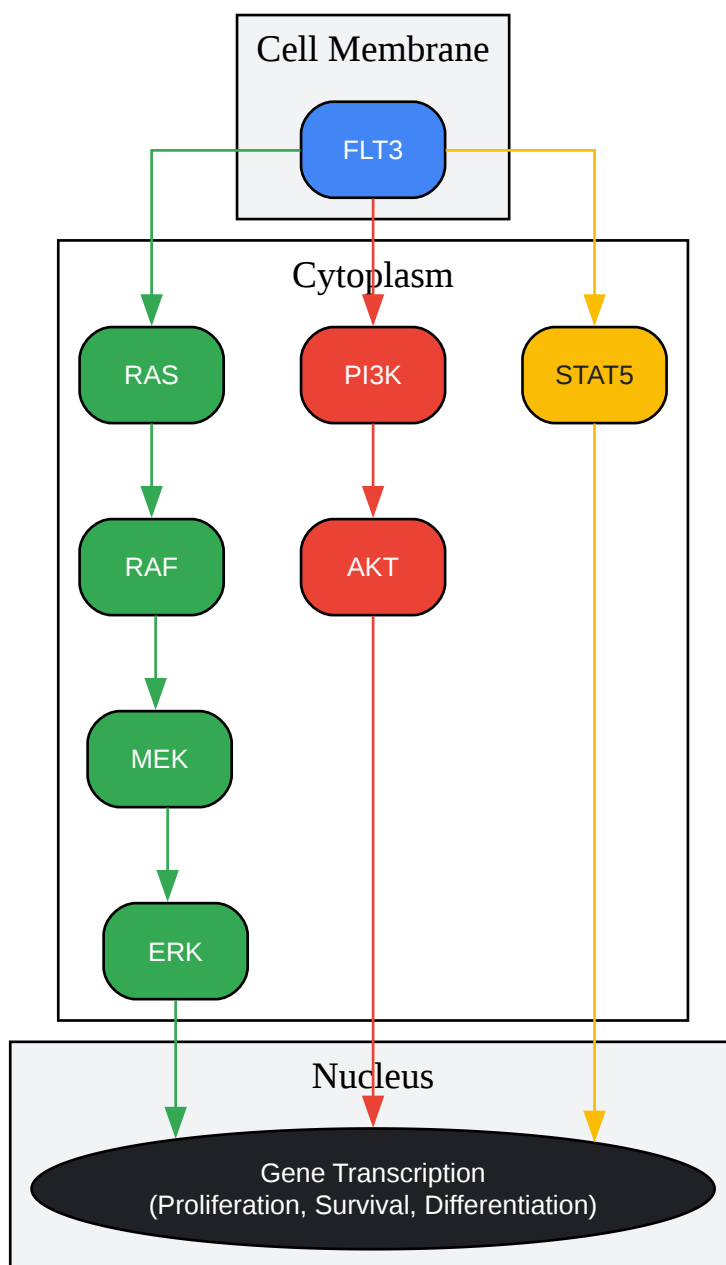 Cell Membrane
FLT3
Cytoplasm
RAS
PI3K
STAT5
RAF
AKT
MEK
ERK
Nucleus
Gene Transcription
(Proliferation, Survival, Differentiation)